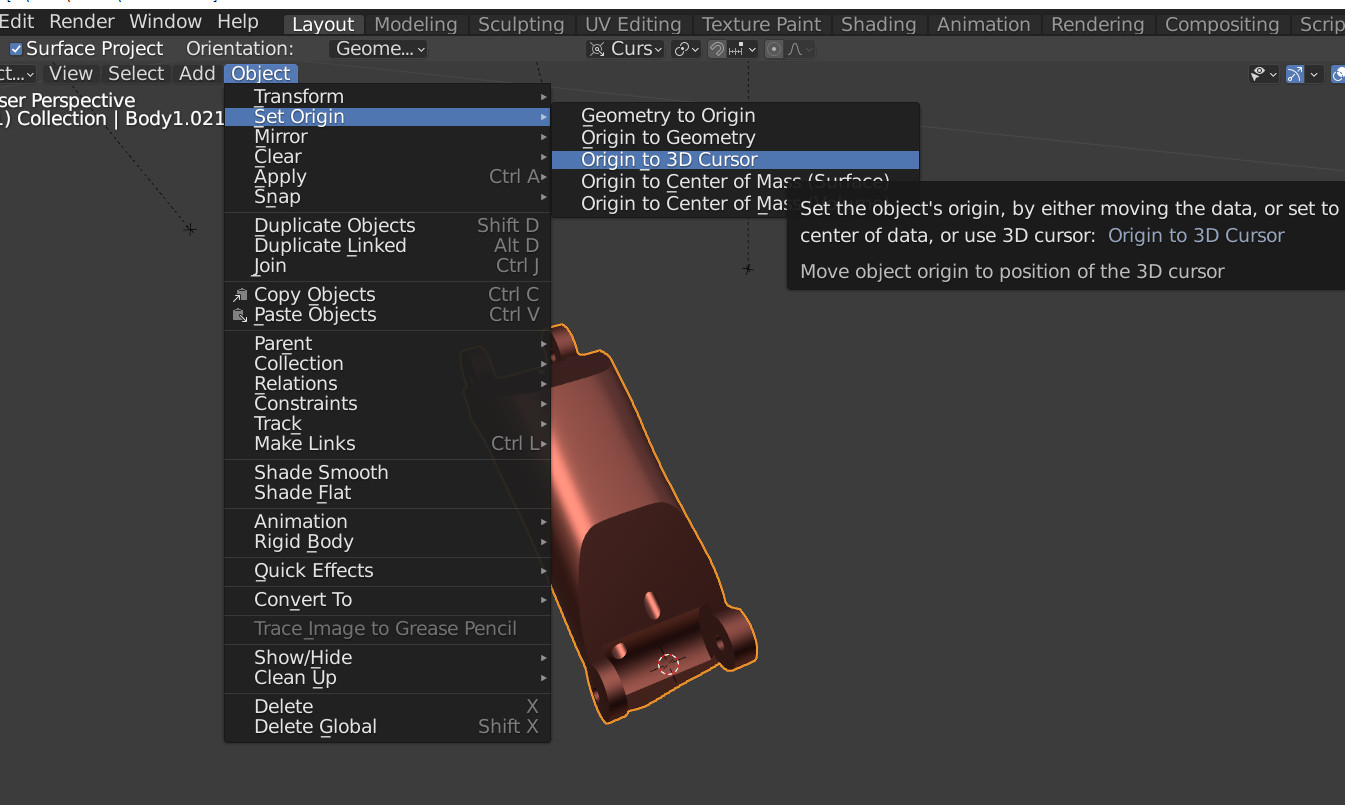 Edit Render Window Help Layout Modeling Sculpting UV Editing Texture Paint Shading Animation Rendering Compositing Scrip
Surface Project Orientation: Geome... Curs
ct... View Select Add Object
ser Perspective
) Collection | Body1.021
Transform
Set Origin
Mirror
Clear
Apply Ctrl A
Snap
Duplicate Objects Shift D
Duplicate Linked Alt D
Join Ctrl J
Copy Objects Ctrl C
Paste Objects Ctrl V
Parent
Collection
Relations
Constraints
Track
Make Links Ctrl L
Shade Smooth
Shade Flat
Animation
Rigid Body
Quick Effects
Convert To
Trace Image to Grease Pencil
Show/Hide
Clean Up
Delete X
Delete Global Shift X
Geometry to Origin
Origin to Geometry
Origin to 3D Cursor
Origin to Center of Mass (Surface)
Origin to Center of Mas
Set the object's origin, by either moving the data, or set to
center of data, or use 3D cursor: Origin to 3D Cursor
Move object origin to position of the 3D cursor